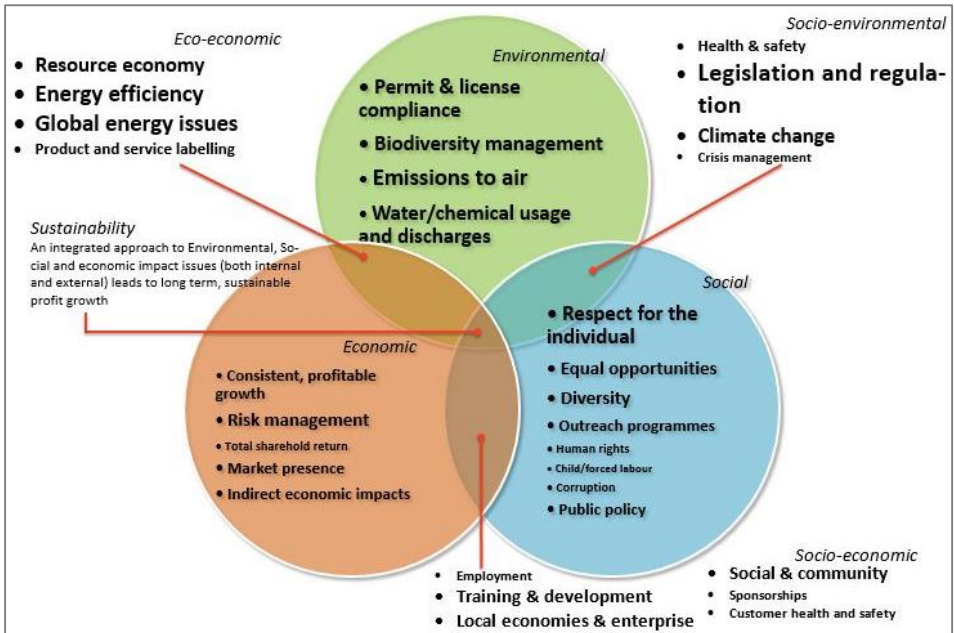 Eco-economic
• Resource economy
• Energy efficiency
• Global energy issues
• Product and service labelling
Environmental
• Permit & license
compliance
• Biodiversity management
• Emissions to air
• Water/chemical usage
and discharges
Socio-environmental
• Health & safety
• Legislation and regula-
tion
• Climate change
• Crisis management
Sustainability
An integrated approach to Environmental, So-
cial and economic impact issues (both internal
and external) leads to long term, sustainable
profit growth
Economic
• Consistent, profitable
growth
• Risk management
• Total sharehold return
• Market presence
• Indirect economic impacts
Social
• Respect for the
individual
• Equal opportunities
• Diversity
• Outreach programmes
• Human rights
• Child/forced labour
• Corruption
• Public policy
• Employment
• Training & development
• Local economies & enterprise
Socio-economic
• Social & community
• Sponsorships
• Customer health and safety